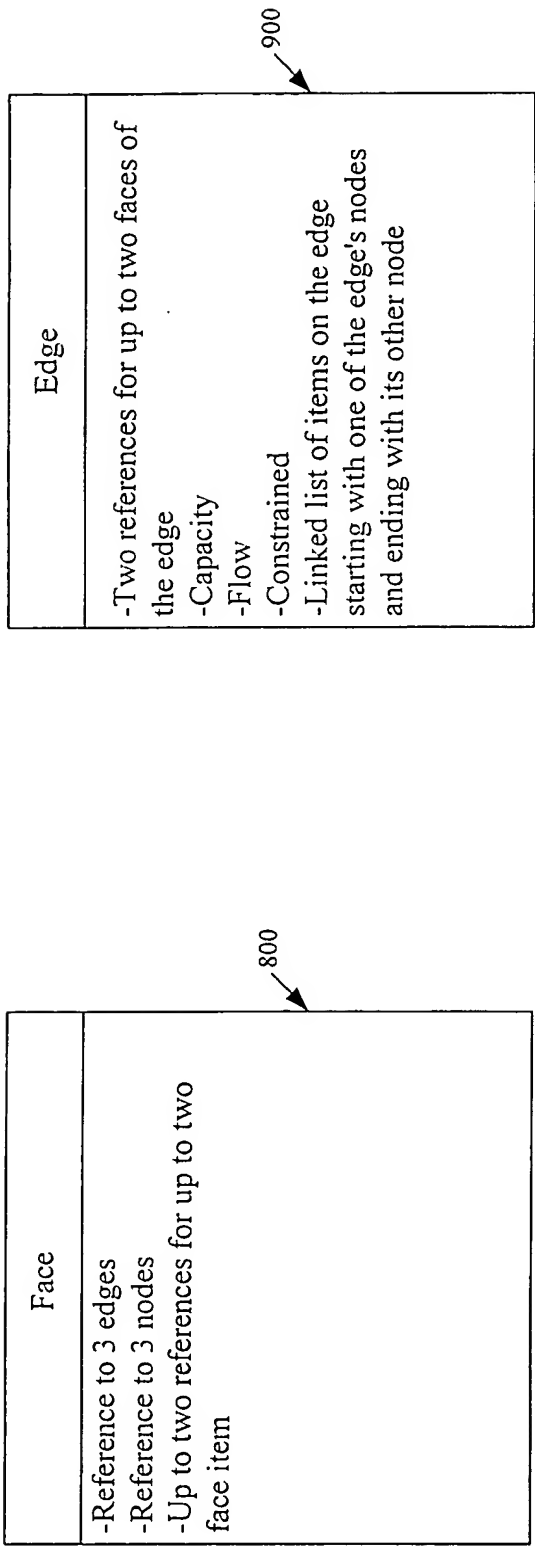 Face
-Reference to 3 edges
-Reference to 3 nodes
-Up to two references for up to two
face item
800
Edge
-Two references for up to two faces of
the edge
-Capacity
-Flow
-Constrained
-Linked list of items on the edge
starting with one of the edge's nodes
and ending with its other node
900